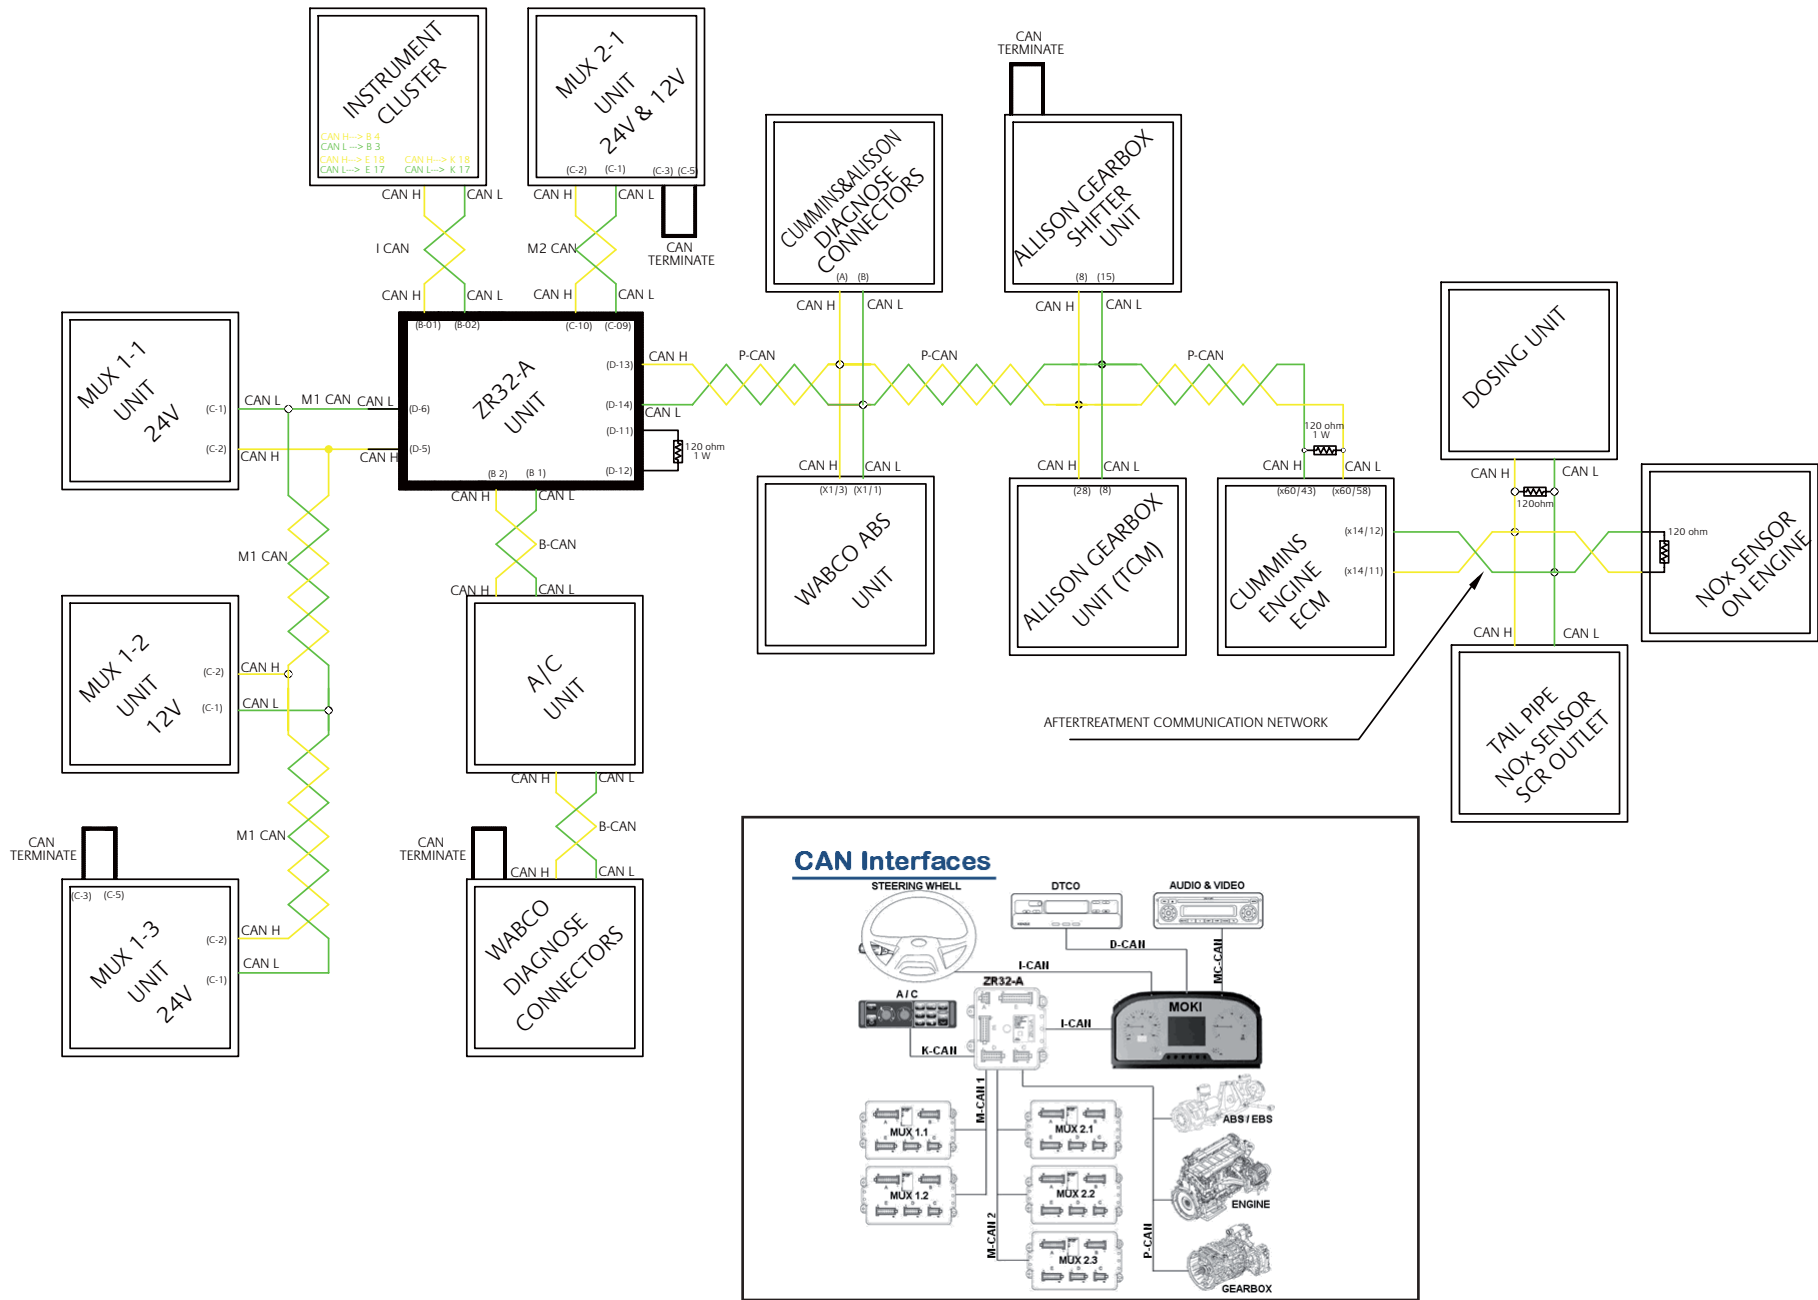 INSTRUMENT
CLUSTER
CAN H--> B 4
CAN L --> B 3
CAN H--> E 18
CAN H--> K 18
CAN L--> E 17
CAN L--> K 17
MUX 2-1
UNIT
24V & 12V
(C-2)
(C-1)
(C-3)
(C-5)
CAN H
CAN L
CAN H
CAN L
I CAN
M2 CAN
CAN
TERMINATE
CAN H
CAN L
CAN H
CAN L
CAN
TERMINATE
CUMMINS&ALISSON
DIAGNOSE
CONNECTORS
(A)
(B)
ALLISON GEARBOX
SHIFTER
UNIT
(8)
(15)
CAN H
CAN L
CAN H
CAN L
MUX 1-1
UNIT
24V
(C-1)
(C-2)
CAN L
M1 CAN
CAN L
CAN H
CAN H
ZR32-A
UNIT
(B-01)
(B-02)
(C-10)
(C-09)
(D-13)
(D-14)
(D-11)
(D-12)
(D-6)
(D-5)
(B 2)
(B 1)
CAN H
P-CAN
P-CAN
P-CAN
CAN L
120 ohm
1 W
120 ohm
1 W
CAN H
CAN L
CAN H
CAN L
CAN H
CAN L
CAN H
CAN L
WABCO ABS
UNIT
(X1/3)
(X1/1)
ALLISON GEARBOX
UNIT (TCM)
(28)
(8)
CUMMINS
ENGINE
ECM
(x60/43)
(x60/58)
(x14/12)
(x14/11)
DOSING UNIT
CAN H
CAN L
120ohm
120 ohm
NOx SENSOR
ON ENGINE
CAN H
CAN L
TAIL PIPE
NOx SENSOR
SCR OUTLET
AFTERTREATMENT COMMUNICATION NETWORK
M1 CAN
B-CAN
CAN H
CAN L
MUX 1-2
UNIT
12V
(C-2)
(C-1)
CAN H
CAN L
A/C
UNIT
CAN H
CAN L
M1 CAN
B-CAN
CAN
TERMINATE
CAN
TERMINATE
CAN H
CAN L
MUX 1-3
UNIT
24V
(C-3)
(C-5)
(C-2)
(C-1)
CAN H
CAN L
WABCO
DIAGNOSE
CONNECTORS
CAN Interfaces
STEERING WHELL
DTCO
AUDIO & VIDEO
D-CAN
MC-CAN
I-CAN
ZR32-A
A / C
MOKI
I-CAN
K-CAN
M-CAN 1
MUX 1.1
MUX 2.1
ABS / EBS
MUX 1.2
MUX 2.2
ENGINE
M-CAN 2
P-CAN
MUX 2.3
GEARBOX